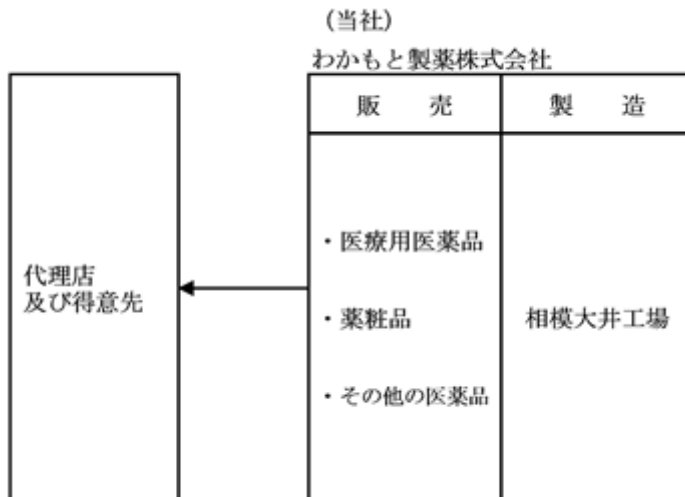 (当社)
わかもと製薬株式会社
販　　売
製　　造
代理店
及び得意先
・医療用医薬品
・薬粧品
・その他の医薬品
相模大井工場